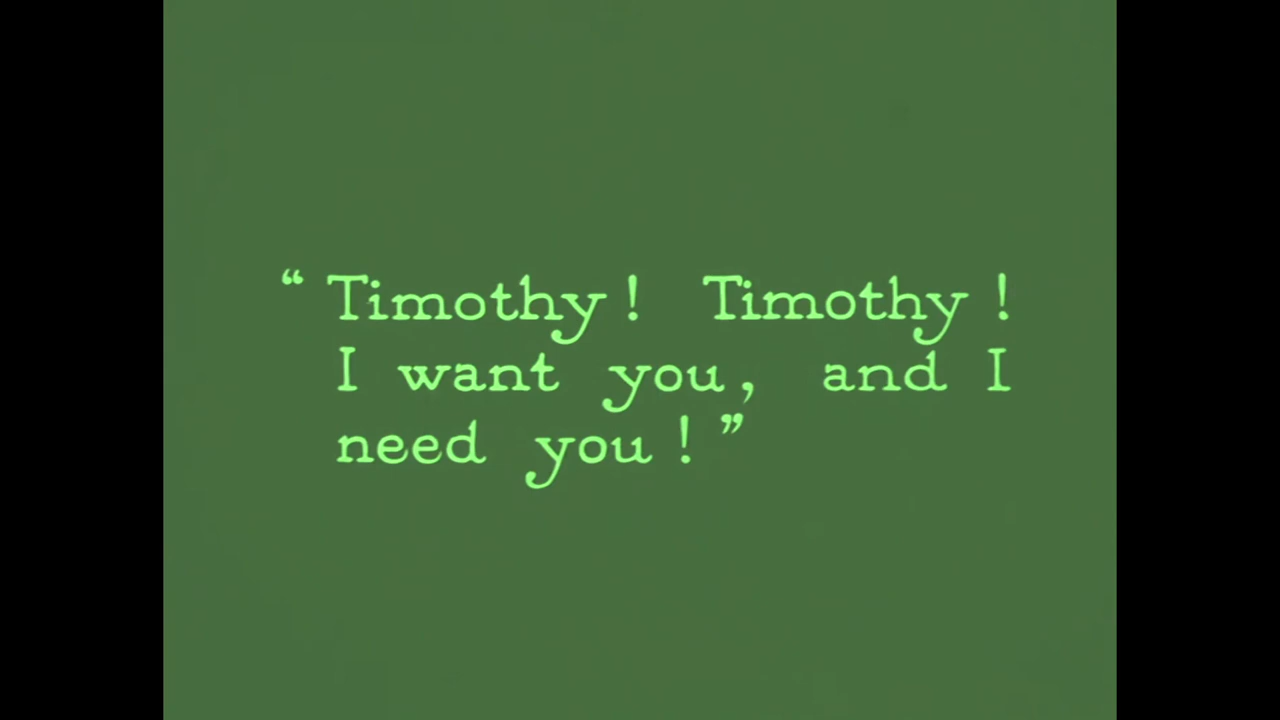 “Timothy! Timothy!
I want you, and I
need you!”